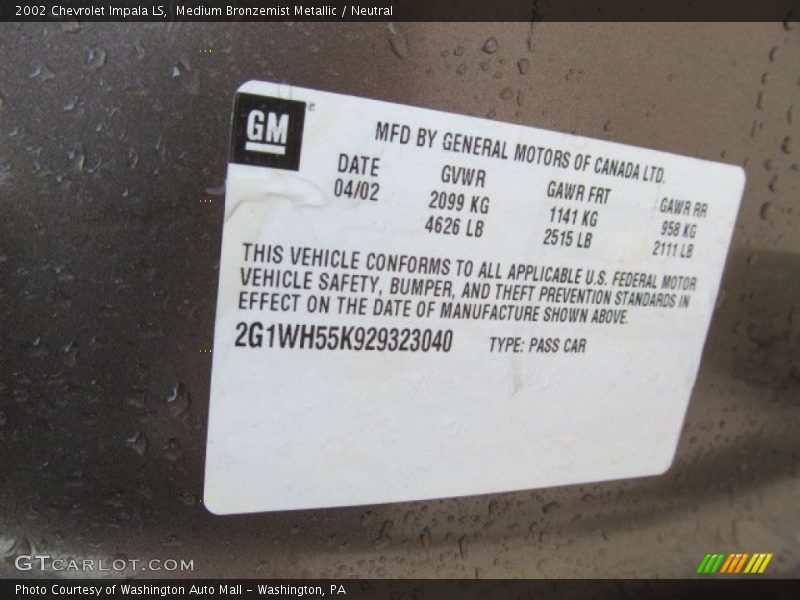 2002 Chevrolet Impala LS, Medium Bronzemist Metallic / Neutral
GM
MFD BY GENERAL MOTORS OF CANADA LTD.
DATE GVWR GAWR FRT GAWR RR
04/02 2099 KG 1141 KG 958 KG
4626 LB 2515 LB 2111 LB
THIS VEHICLE CONFORMS TO ALL APPLICABLE U.S. FEDERAL MOTOR
VEHICLE SAFETY, BUMPER, AND THEFT PREVENTION STANDARDS IN
EFFECT ON THE DATE OF MANUFACTURE SHOWN ABOVE.
2G1WH55K929323040 TYPE: PASS CAR
GTCARLOT.COM
Photo Courtesy of Washington Auto Mall – Washington, PA